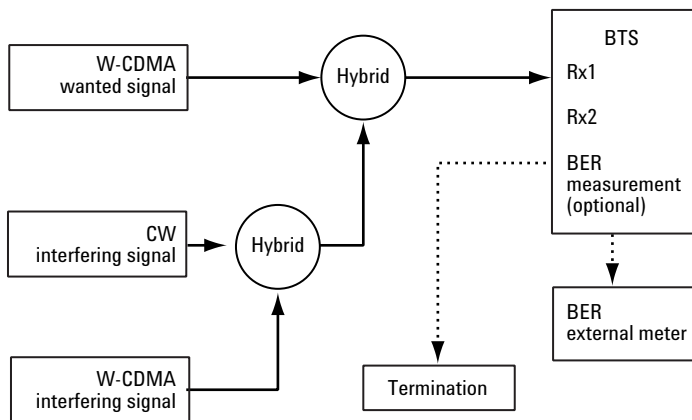 W-CDMA
wanted signal
Hybrid
BTS
Rx1
Rx2
BER
measurement
(optional)
CW
interfering signal
Hybrid
BER
external meter
W-CDMA
interfering signal
Termination